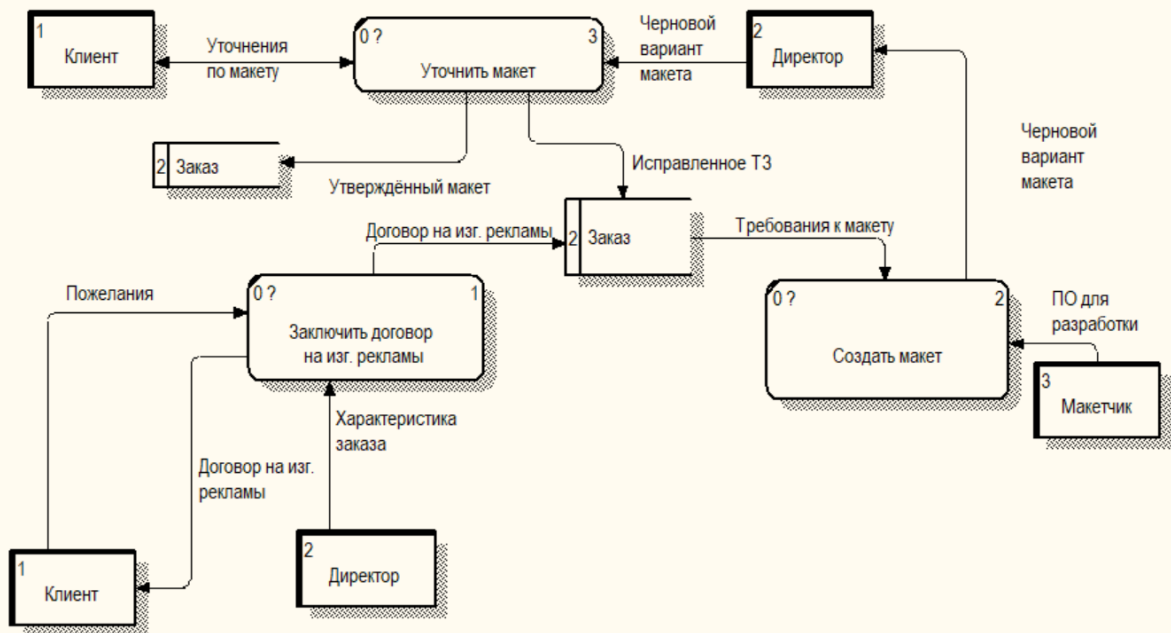 1
Клиент
Уточнения
по макету
0 ?
3
Уточнить макет
Черновой
вариант
макета
2
Директор
Черновой
вариант
макета
2 Заказ
Утверждённый макет
Исправленное ТЗ
Договор на изг. рекламы
2 Заказ
Требования к макету
Пожелания
0 ?
1
Заключить договор
на изг. рекламы
0 ?
2
Создать макет
ПО для
разработки
3
Макетчик
Характеристика
заказа
Договор на изг.
рекламы
1
Клиент
2
Директор